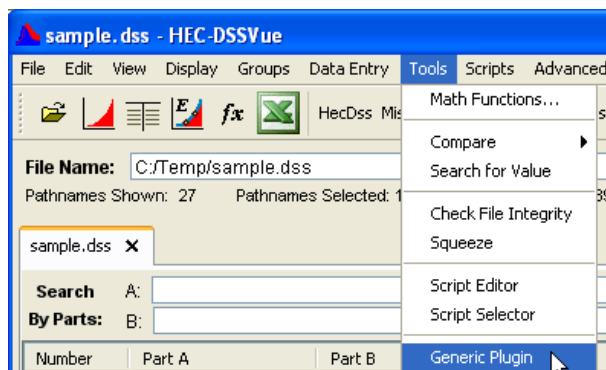 sample.dss - HEC-DSSVue
File Edit View Display Groups Data Entry Tools Scripts Advanced
E fx HecDss
Math Functions...
Compare
Search for Value
Check File Integrity
Squeeze
Script Editor
Script Selector
Generic Plugin
File Name: C:/Temp/sample.dss
Pathnames Shown: 27 Pathnames Selected: 1
sample.dss
Search A:
By Parts: B:
Number Part A Part B